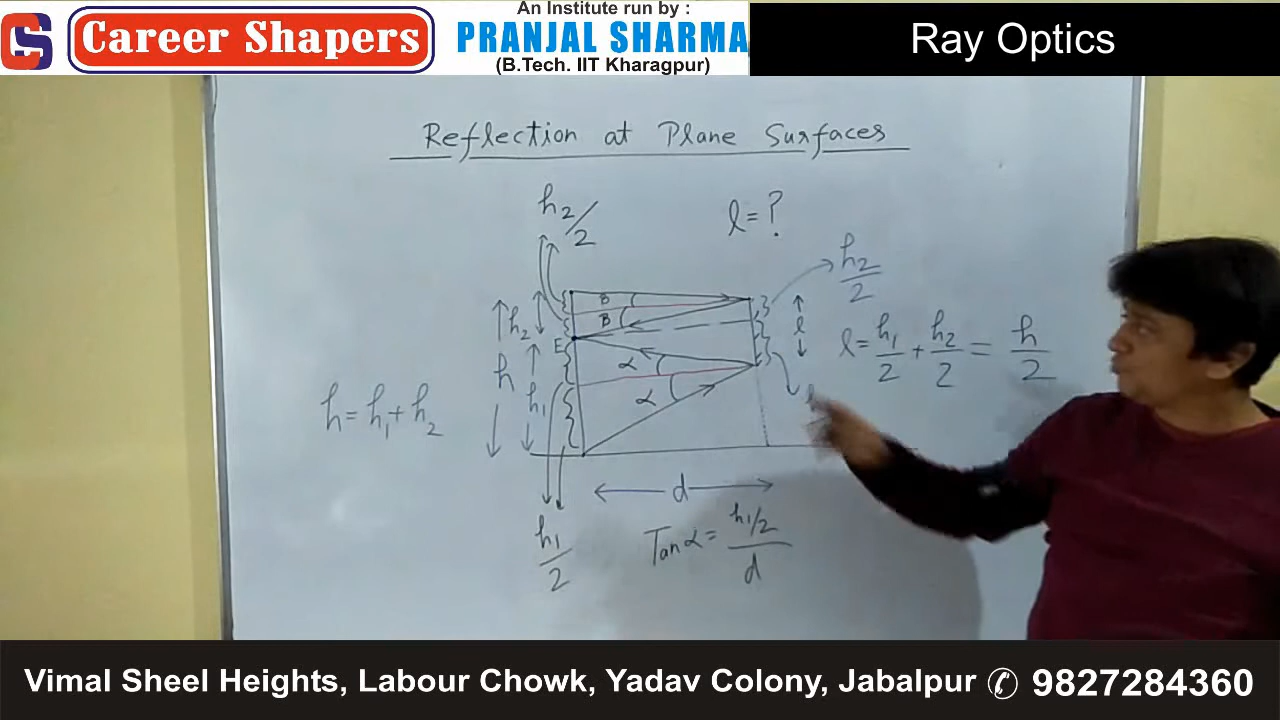 An Institute run by :
CS Career Shapers
PRANJAL SHARMA
(B.Tech. IIT Kharagpur)
Ray Optics
Reflection at Plane Surfaces
h₂/2
l = ?
h₂/2
B
B
h₂
E
l
l = h₁/2 + h₂/2 = h/2
h
α
α
h₁
h = h₁ + h₂
d
h₁/2
Tan α = h₁/2 / d
Vimal Sheel Heights, Labour Chowk, Yadav Colony, Jabalpur 9827284360